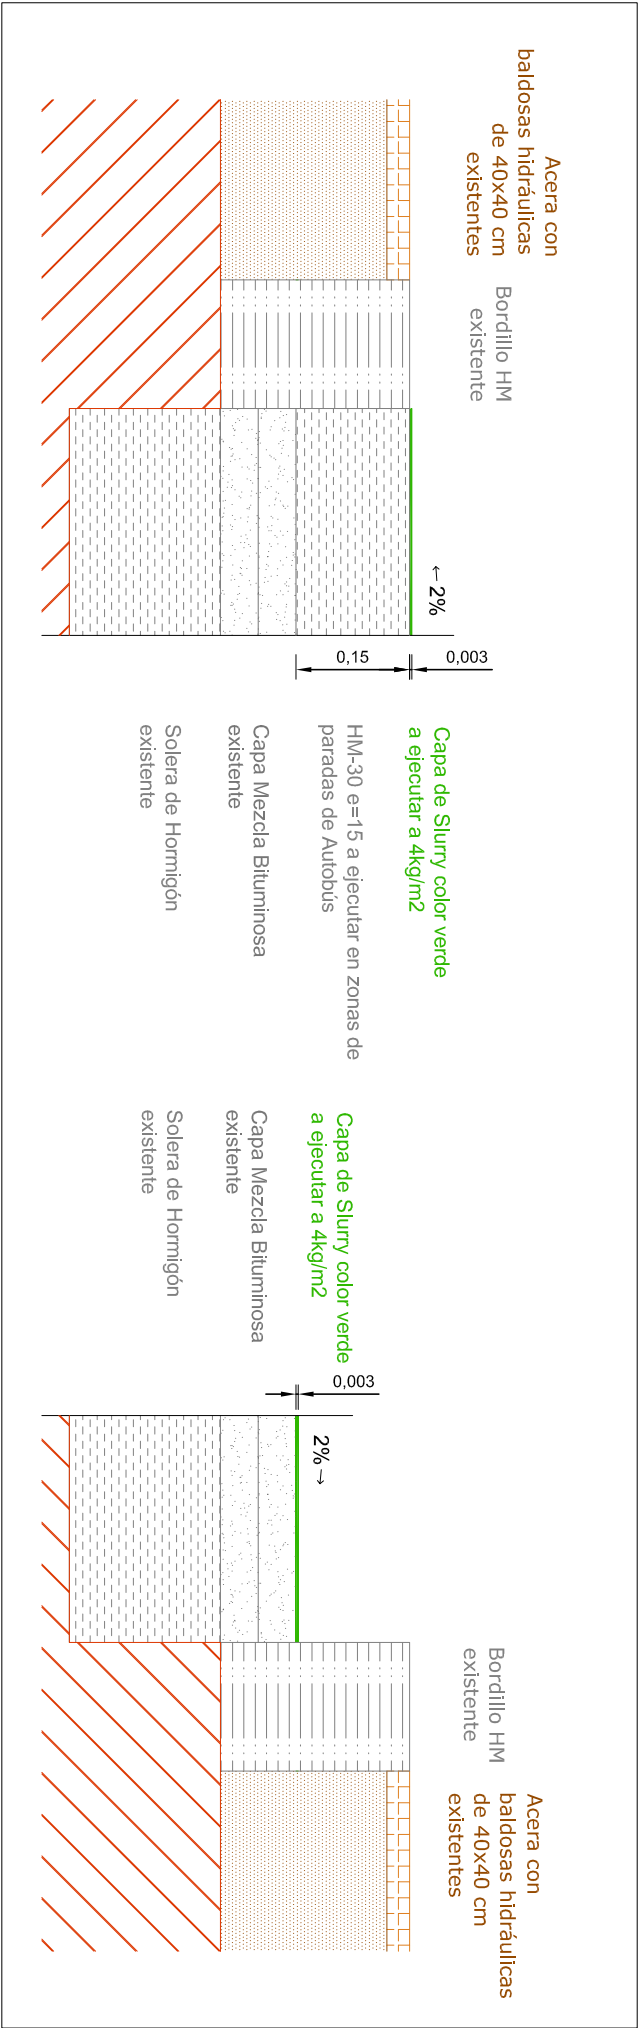 Acera con
baldosas hidráulicas
de 40x40 cm
existentes
Bordillo HM
existente
← 2%
0,15
0,003
Capa de Slurry color verde
a ejecutar a 4kg/m2
HM-30 e=15 a ejecutar en zonas de
paradas de Autobús
Capa Mezcla Bituminosa
existente
Solera de Hormigón
existente
Capa de Slurry color verde
a ejecutar a 4kg/m2
Capa Mezcla Bituminosa
existente
Solera de Hormigón
existente
0,003
2% →
Bordillo HM
existente
Acera con
baldosas hidráulicas
de 40x40 cm
existentes